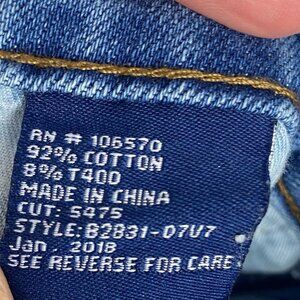 RN # 106570
92% COTTON
8% T400
MADE IN CHINA
CUT: 5475
STYLE:B2831-07V7
Jan. 2018
SEE REVERSE FOR CARE